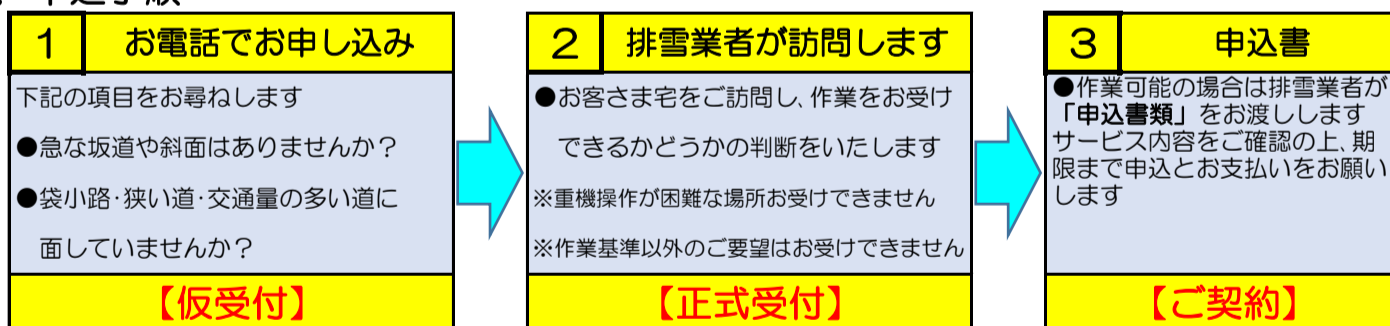 1 お電話でお申し込み
下記の項目をお尋ねします
●急な坂道や斜面はありませんか？
●袋小路・狭い道・交通量の多い道に
面していませんか？
【仮受付】
2 排雪業者が訪問します
●お客さま宅をご訪問し、作業をお受け
できるかどうかの判断をいたします
※重機操作が困難な場所お受けできません
※作業基準以外のご要望はお受けできません
【正式受付】
3 申込書
●作業可能の場合は排雪業者が
「申込書類」をお渡しします
サービス内容をご確認の上、期
限まで申込とお支払いをお願い
します
【ご契約】